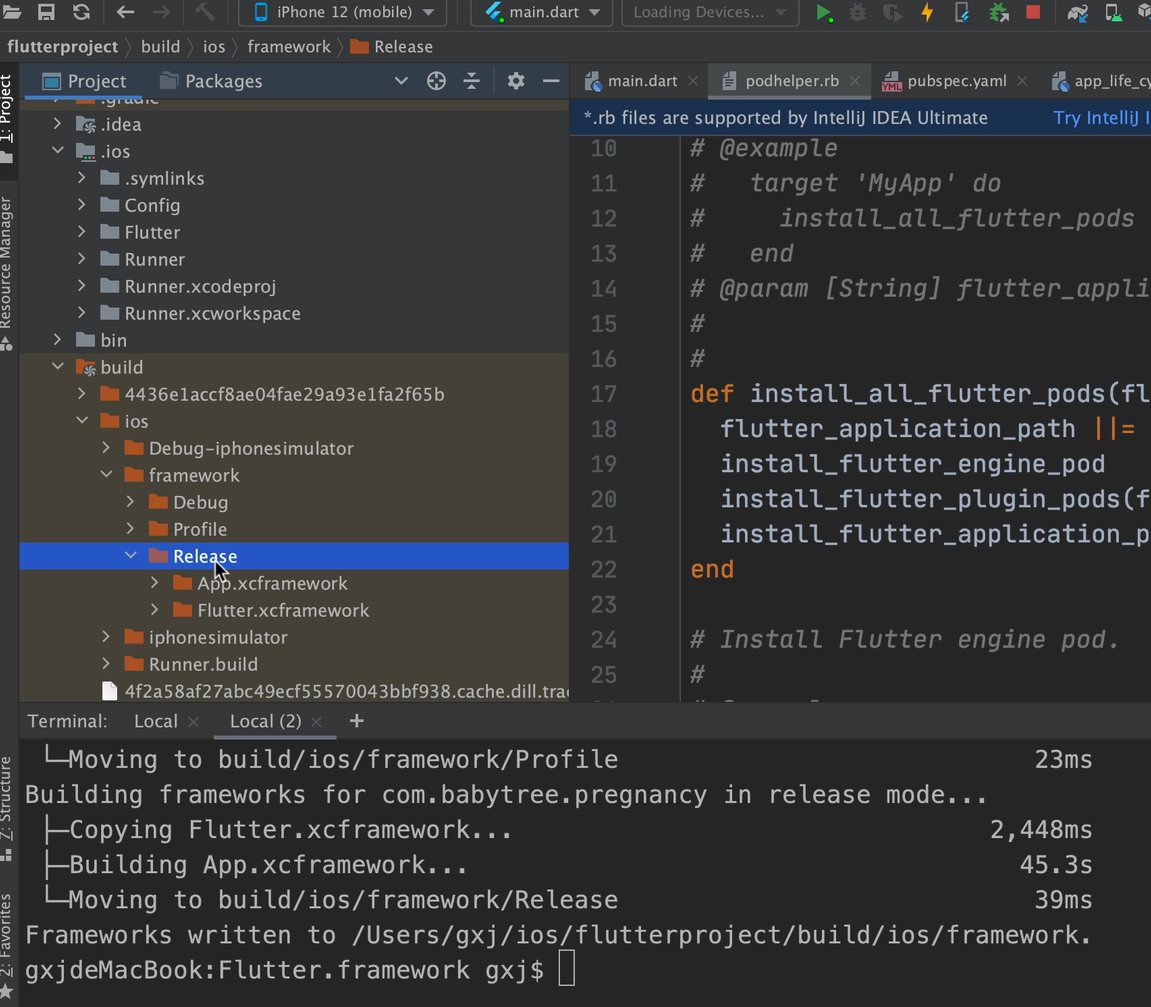 iPhone 12 (mobile)
main.dart
Loading Devices...
flutterproject
build
ios
framework
Release
Project
Packages
main.dart
podhelper.rb
YML
pubspec.yaml
app_life_cy
1: Project
Resource Manager
7: Structure
2: Favorites
.gradle
.idea
.ios
.symlinks
Config
Flutter
Runner
Runner.xcodeproj
Runner.xcworkspace
bin
build
4436e1accf8ae04fae29a93e1fa2f65b
ios
Debug-iphonesimulator
framework
Debug
Profile
Release
App.xcframework
Flutter.xcframework
iphonesimulator
Runner.build
4f2a58af27abc49ecf55570043bbf938.cache.dill.trac
*.rb files are supported by IntelliJ IDEA Ultimate
Try IntelliJ I
10 # @example
11 #   target 'MyApp' do
12 #     install_all_flutter_pods
13 #   end
14 # @param [String] flutter_appli
15 #
16 #
17 def install_all_flutter_pods(fl
18   flutter_application_path ||=
19   install_flutter_engine_pod
20   install_flutter_plugin_pods(f
21   install_flutter_application_p
22 end
23
24 # Install Flutter engine pod.
25 #
Terminal:
Local
Local (2)
└─Moving to build/ios/framework/Profile 23ms
Building frameworks for com.babytree.pregnancy in release mode...
├─Copying Flutter.xcframework... 2,448ms
├─Building App.xcframework... 45.3s
└─Moving to build/ios/framework/Release 39ms
Frameworks written to /Users/gxj/ios/flutterproject/build/ios/framework.
gxjdeMacBook:Flutter.framework gxj$